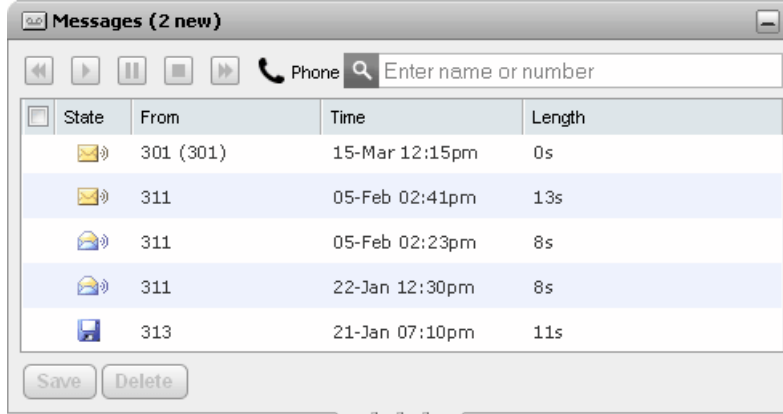 Messages (2 new)
Phone Enter name or number
State From Time Length
301 (301) 15-Mar 12:15pm 0s
311 05-Feb 02:41pm 13s
311 05-Feb 02:23pm 8s
311 22-Jan 12:30pm 8s
313 21-Jan 07:10pm 11s
Save Delete